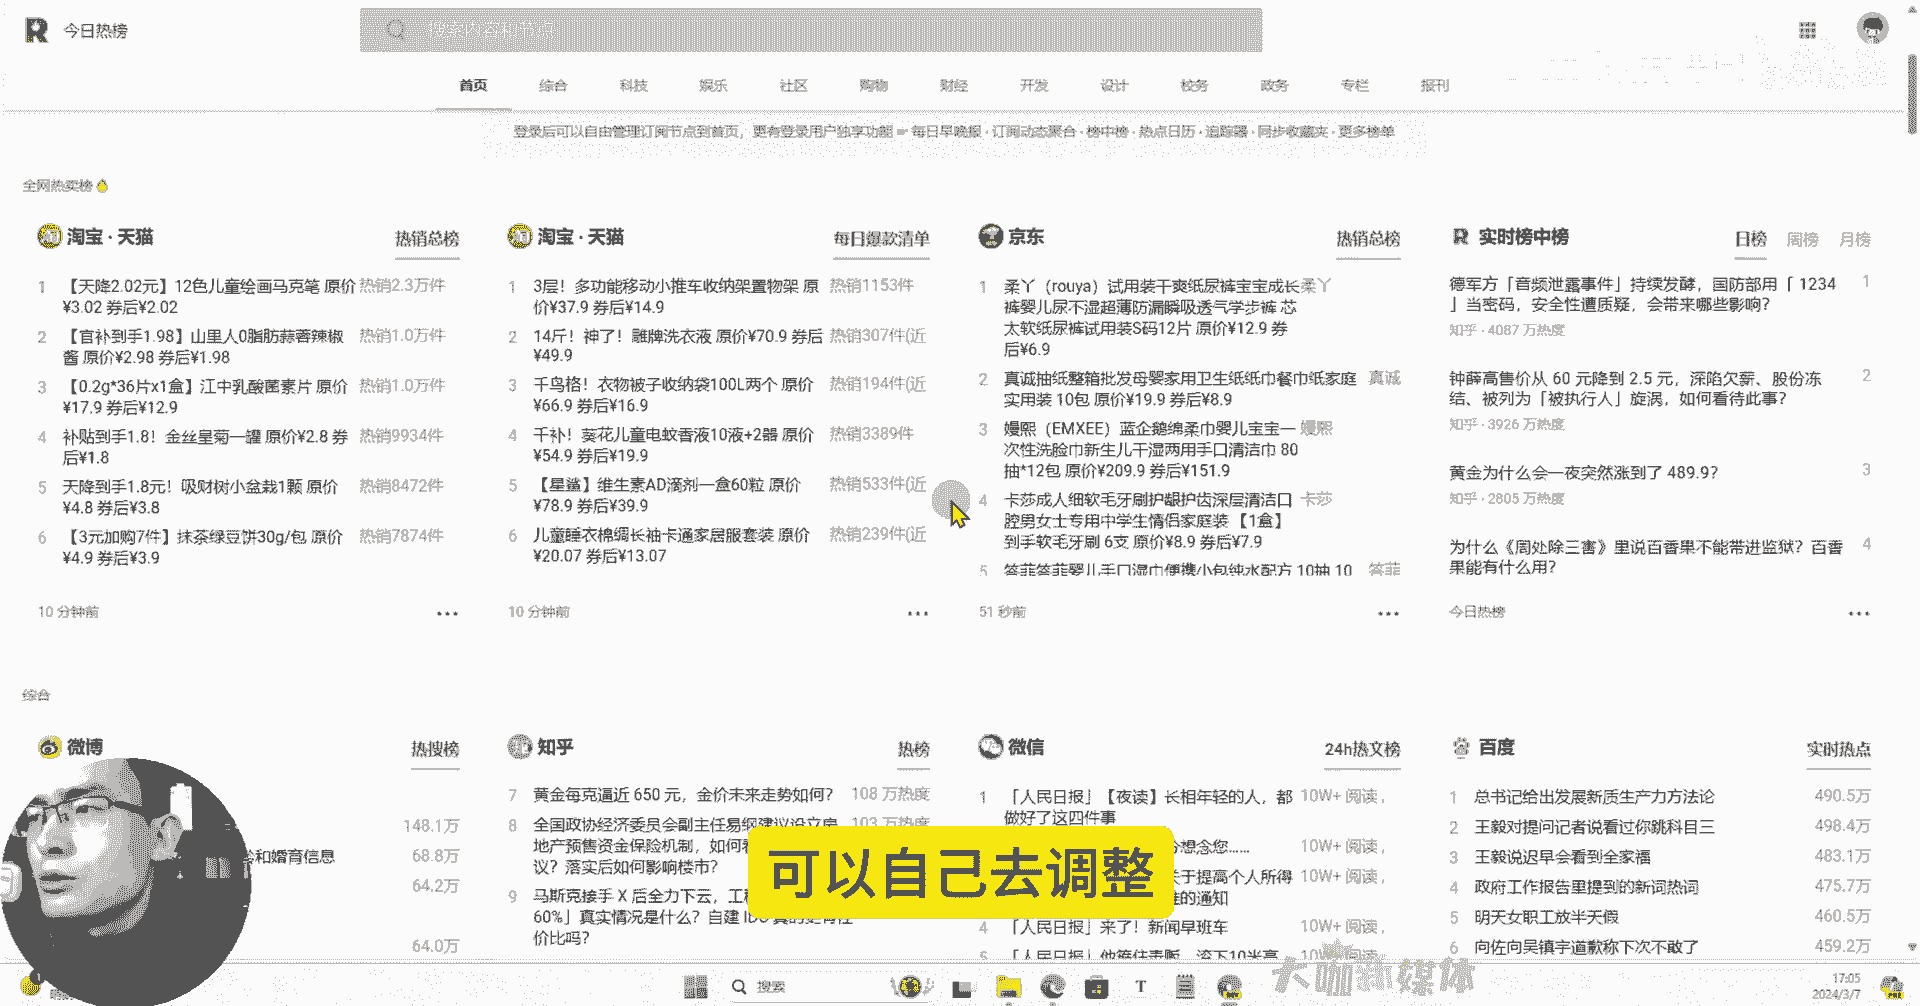 今日热榜
搜索内容和节点
首页 综合 科技 娱乐 社区 购物 财经 开发 设计 校务 政务 专栏 报刊
登录后可以自由管理订阅节点到首页，更有登录用户独享功能 ☞ 每日早晚报 · 订阅动态聚合 · 榜中榜 · 热点日历 · 追踪器 · 同步收藏夹 · 更多榜单
全网热卖榜
淘宝 · 天猫 热销总榜
1 【天降2.02元】12色儿童绘画马克笔 原价 热销2.3万件
¥3.02 券后¥2.02
2 【官补到手1.98】山里人0脂肪蒜蓉辣椒 热销1.0万件
酱 原价¥2.98 券后¥1.98
3 【0.2g*36片x1盒】江中乳酸菌素片 原价 热销1.0万件
¥17.9 券后¥12.9
4 补贴到手1.8！金丝皇菊一罐 原价¥2.8 券 热销9934件
后¥1.8
5 天降到手1.8元！吸财树小盆栽1颗 原价 热销8472件
¥4.8 券后¥3.8
6 【3元加购7件】抹茶绿豆饼30g/包 原价 热销7874件
¥4.9 券后¥3.9
10 分钟前
淘宝 · 天猫 每日爆款清单
1 3层！多功能移动小推车收纳架置物架 原 热销1153件
价¥37.9 券后¥14.9
2 14斤！神了！雕牌洗衣液 原价¥70.9 券后 热销307件(近
¥49.9
3 千鸟格！衣物被子收纳袋100L两个 原价 热销194件(近
¥66.9 券后¥16.9
4 千补！葵花儿童电蚊香液10液+2器 原价 热销3389件
¥54.9 券后¥19.9
5 【星鲨】维生素AD滴剂一盒60粒 原价 热销533件(近
¥78.9 券后¥39.9
6 儿童睡衣棉绸长袖卡通家居服套装 原价 热销239件(近
¥20.07 券后¥13.07
10 分钟前
京东 热销总榜
1 柔丫（rouya）试用装干爽纸尿裤宝宝成长 柔丫
裤婴儿尿不湿超薄防漏瞬吸透气学步裤 芯
太软纸尿裤试用装S码12片 原价¥12.9 券
后¥6.9
2 真诚抽纸整箱批发母婴家用卫生纸纸巾餐巾纸家庭 真诚
实用装 10包 原价¥19.9 券后¥8.9
3 嫚熙（EMXEE）蓝企鹅绵柔巾婴儿宝宝一 嫚熙
次性洗脸巾新生儿干湿两用手口清洁巾 80
抽*12包 原价¥209.9 券后¥151.9
4 卡莎成人细软毛牙刷护龈护齿深层清洁口 卡莎
腔男女士专用中学生情侣家庭装 【1盒】
到手软毛牙刷 6支 原价¥8.9 券后¥7.9
5 答菲答菲婴儿手口湿巾便携小包纯水配方 10抽 10 答菲
51 秒前
实时榜中榜 日榜 周榜 月榜
德军方「音频泄露事件」持续发酵，国防部用「 1234 1
」当密码，安全性遭质疑，会带来哪些影响？
知乎 · 4087 万热度
钟薛高售价从 60 元降到 2.5 元，深陷欠薪、股份冻 2
结、被列为「被执行人」旋涡，如何看待此事？
知乎 · 3926 万热度
黄金为什么会一夜突然涨到了 489.9？ 3
知乎 · 2805 万热度
为什么《周处除三害》里说百香果不能带进监狱？百香 4
果能有什么用？
今日热榜
综合
微博 热搜榜
148.1万
和婚育信息 68.8万
64.2万
64.0万
知乎 热榜
7 黄金每克逼近 650 元，金价未来走势如何？ 108 万热度
8 全国政协经济委员会副主任易纲建议设立房 103 万热度
地产预售资金保险机制，如何
议？落实后如何影响楼市？
9 马斯克接手 X 后全力下云，
60%」真实情况是什么？自建
价比吗？
微信 24h热文榜
1 「人民日报」【夜读】长相年轻的人，都 10W+ 阅读，
做好了这四件事
想念您…… 10W+ 阅读，
关于提高个人所得 10W+ 阅读，
的通知
4 「人民日报」来了！新闻早班车 10W+ 阅读，
百度 实时热点
1 总书记给出发展新质生产力方法论 490.5万
2 王毅对提问记者说看过你跳科目三 498.4万
3 王毅说迟早会看到全家福 483.1万
4 政府工作报告里提到的新词热词 475.7万
5 明天女职工放半天假 460.5万
6 向佐向吴镇宇道歉称下次不敢了 459.2万
可以自己去调整
大咖新媒体
搜索
17:05
2024/3/7